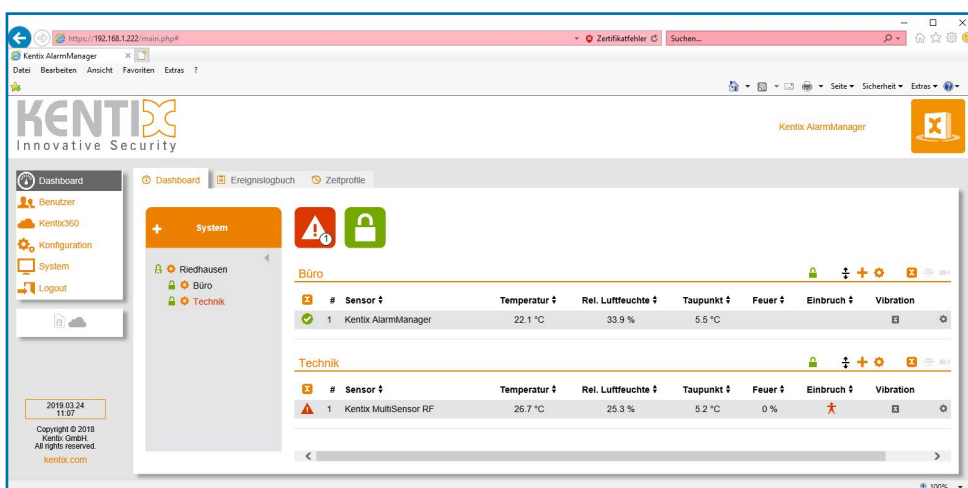 https://192.168.1.222/main.php#
Zertifikatfehler
Suchen...
Kentix AlarmManager
Datei Bearbeiten Ansicht Favoriten Extras ?
Seite Sicherheit Extras
KENTIX
Innovative Security
Kentix AlarmManager
Dashboard
Benutzer
Kentix360
Konfiguration
System
Logout
2019.03.24
11:07
Copyright © 2018
Kentix GmbH.
All rights reserved.
kentix.com
Dashboard Ereignislogbuch Zeitprofile
+ System
Riedhausen
Büro
Technik
1
Büro
# Sensor Temperatur Rel. Luftfeuchte Taupunkt Feuer Einbruch Vibration
1 Kentix AlarmManager 22.1 °C 33.9 % 5.5 °C
Technik
# Sensor Temperatur Rel. Luftfeuchte Taupunkt Feuer Einbruch Vibration
1 Kentix MultiSensor RF 26.7 °C 25.3 % 5.2 °C 0 %
100%